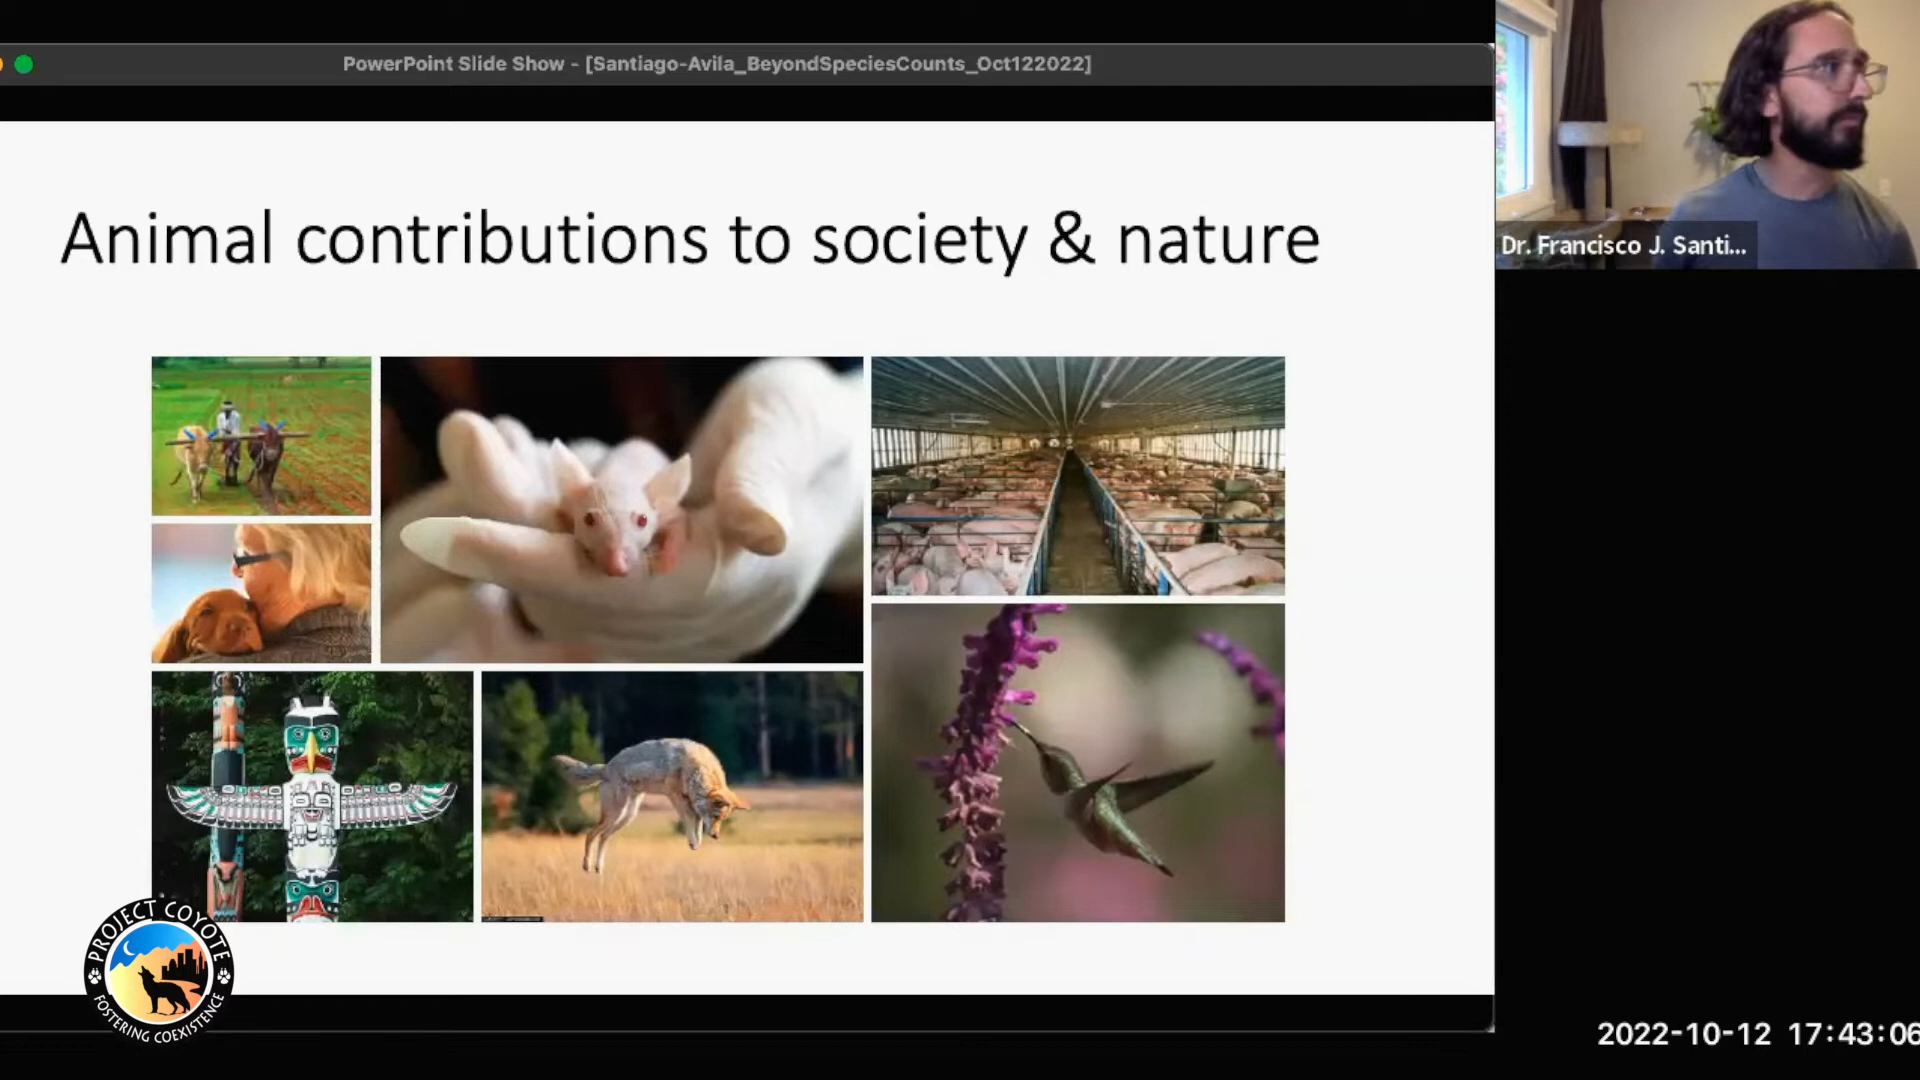 PowerPoint Slide Show - [Santiago-Avila_BeyondSpeciesCounts_Oct122022]
Dr. Francisco J. Santi...
Animal contributions to society & nature
PROJECT COYOTE
FOSTERING COEXISTENCE
2022-10-12 17:43:06